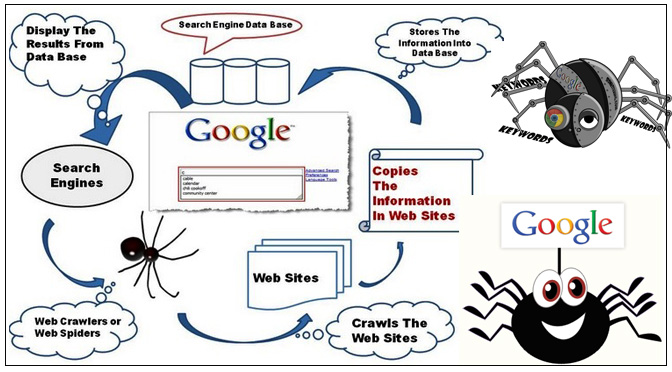 Display The
Results From
Data Base
Search Engine Data Base
Stores The
Information Into
Data Base
Google™
c
cable
calendar
chili cookoff
community center
Advanced Search
Preferences
Language Tools
Search
Engines
Copies
The
Information
In Web Sites
Web Sites
Web Crawlers or
Web Spiders
Crawls The
Web Sites
Google
KEYWORDS
KEYWORDS
KEYWORDS
Google